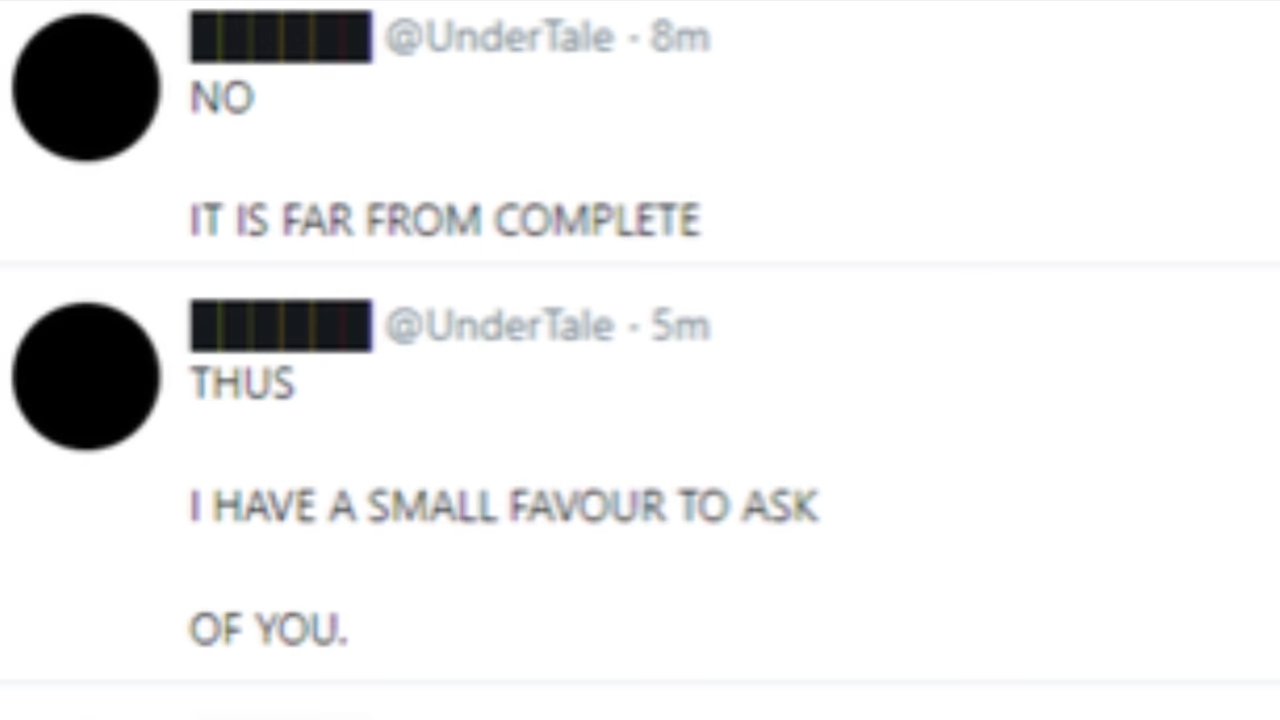 ██████ @UnderTale · 8m
NO
IT IS FAR FROM COMPLETE
██████ @UnderTale · 5m
THUS
I HAVE A SMALL FAVOUR TO ASK
OF YOU.